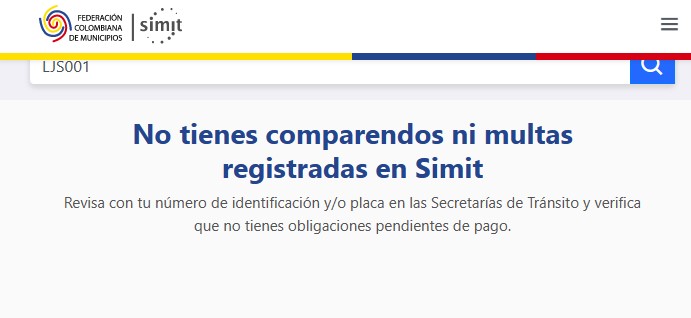 FEDERACIÓN
COLOMBIANA
DE MUNICIPIOS
simit
LJS001
No tienes comparendos ni multas
registradas en Simit
Revisa con tu número de identificación y/o placa en las Secretarías de Tránsito y verifica
que no tienes obligaciones pendientes de pago.